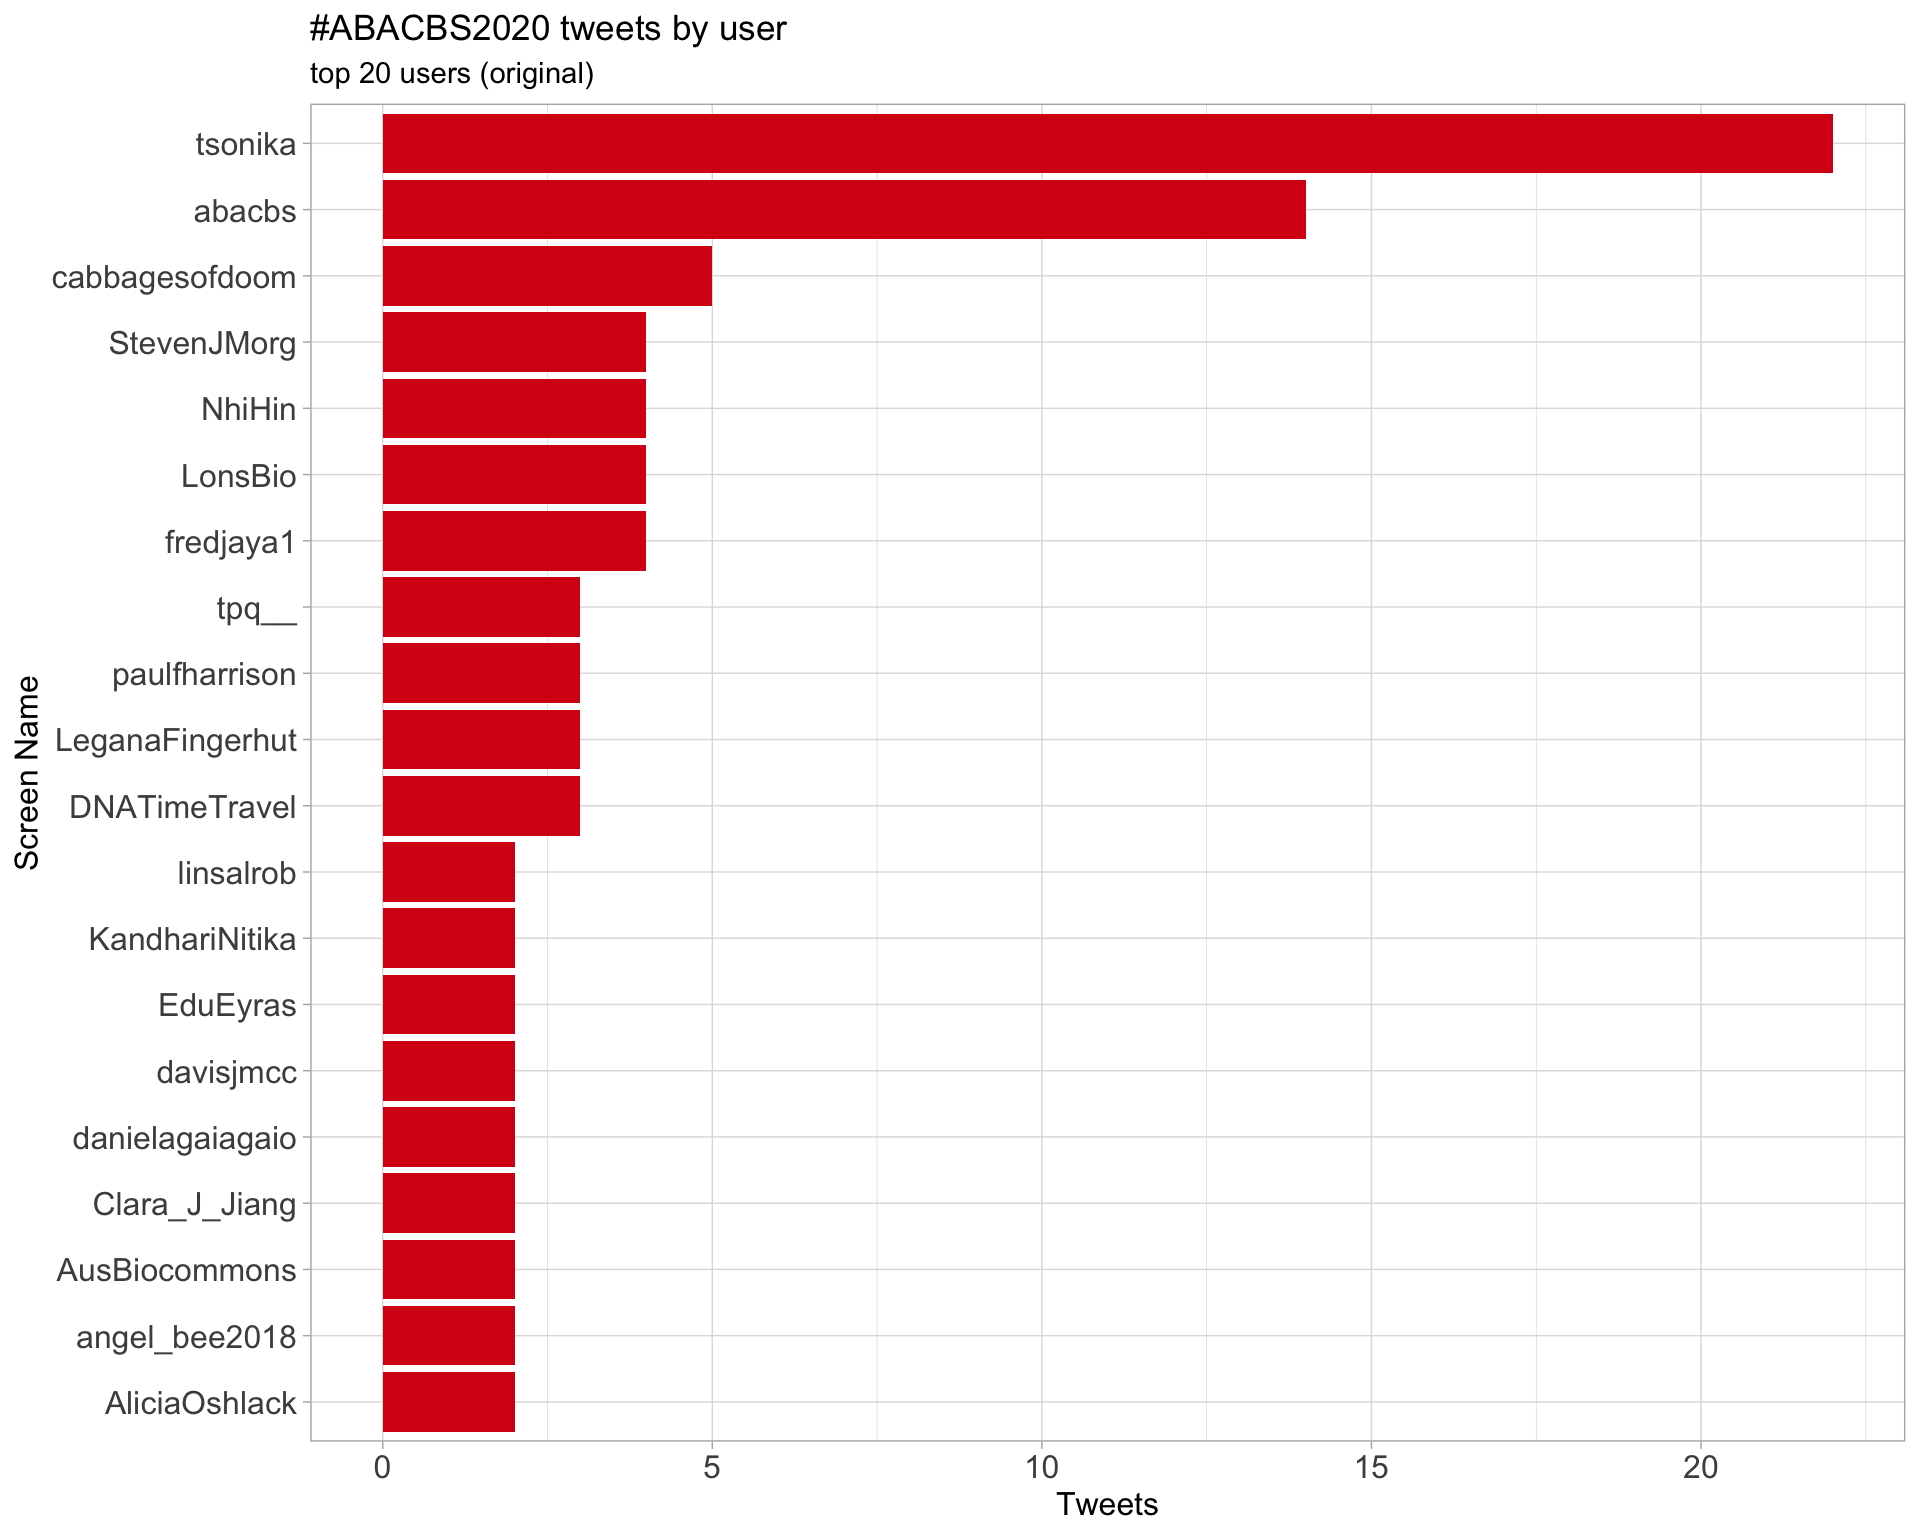 #ABACBS2020 tweets by user
top 20 users (original)
tsonika
abacbs
cabbagesofdoom
StevenJMorg
NhiHin
LonsBio
fredjaya1
tpq__
paulfharrison
LeganaFingerhut
DNATimeTravel
linsalrob
KandhariNitika
EduEyras
davisjmcc
danielagaiagaio
Clara_J_Jiang
AusBiocommons
angel_bee2018
AliciaOshlack
Screen Name
0 5 10 15 20
Tweets